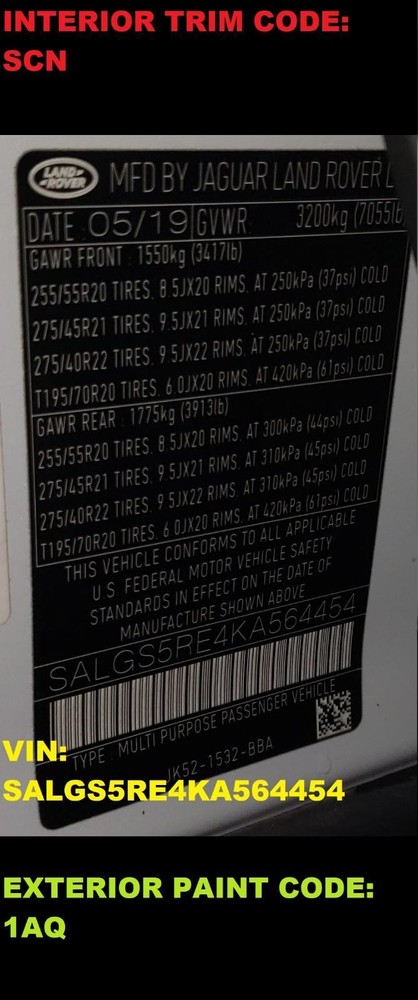 INTERIOR TRIM CODE:
SCN
LAND ROVER
MFD BY JAGUAR LAND ROVER L
DATE 05/19 GVWR 3200kg (7055lb
GAWR FRONT 1550kg (3417lb)
255/55R20 TIRES, 8.5JX20 RIMS, AT 250kPa (37psi) COLD
275/45R21 TIRES, 9.5JX21 RIMS, AT 250kPa (37psi) COLD
275/40R22 TIRES, 9.5JX22 RIMS, AT 250kPa (37psi) COLD
T195/70R20 TIRES, 6.0JX20 RIMS, AT 420kPa (61psi) COLD
GAWR REAR : 1775kg (3913lb)
255/55R20 TIRES, 8.5JX20 RIMS, AT 300kPa (44psi) COLD
275/45R21 TIRES, 9.5JX21 RIMS, AT 310kPa (45psi) COLD
275/40R22 TIRES, 9.5JX22 RIMS, AT 310kPa (45psi) COLD
T195/70R20 TIRES, 6.0JX20 RIMS, AT 420kPa (61psi) COLD
THIS VEHICLE CONFORMS TO ALL APPLICABLE
U.S. FEDERAL MOTOR VEHICLE SAFETY
STANDARDS IN EFFECT ON THE DATE OF
MANUFACTURE SHOWN ABOVE
SALGS5RE4KA564454
TYPE : MULTI PURPOSE PASSENGER VEHICLE
JK52-1532-BBA
VIN:
SALGS5RE4KA564454
EXTERIOR PAINT CODE:
1AQ